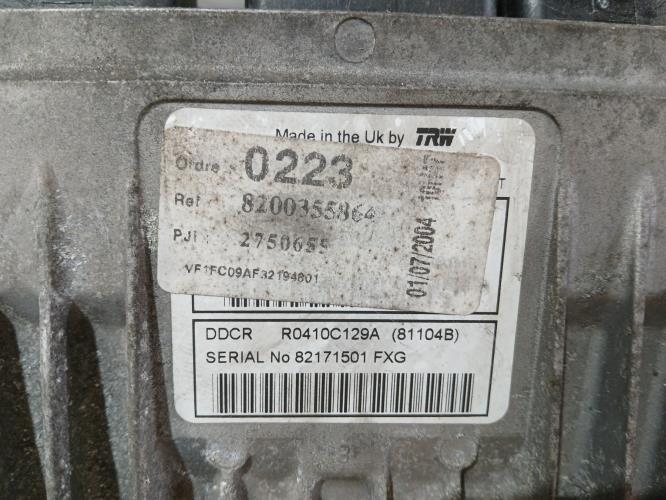 Made in the Uk by TRW
Ordre : 0223
Ref : 8200355864
PJI : 2750655
VF1FC09AF32194801
01/07/2004
T
DDCR R0410C129A (81104B)
SERIAL No 82171501 FXG